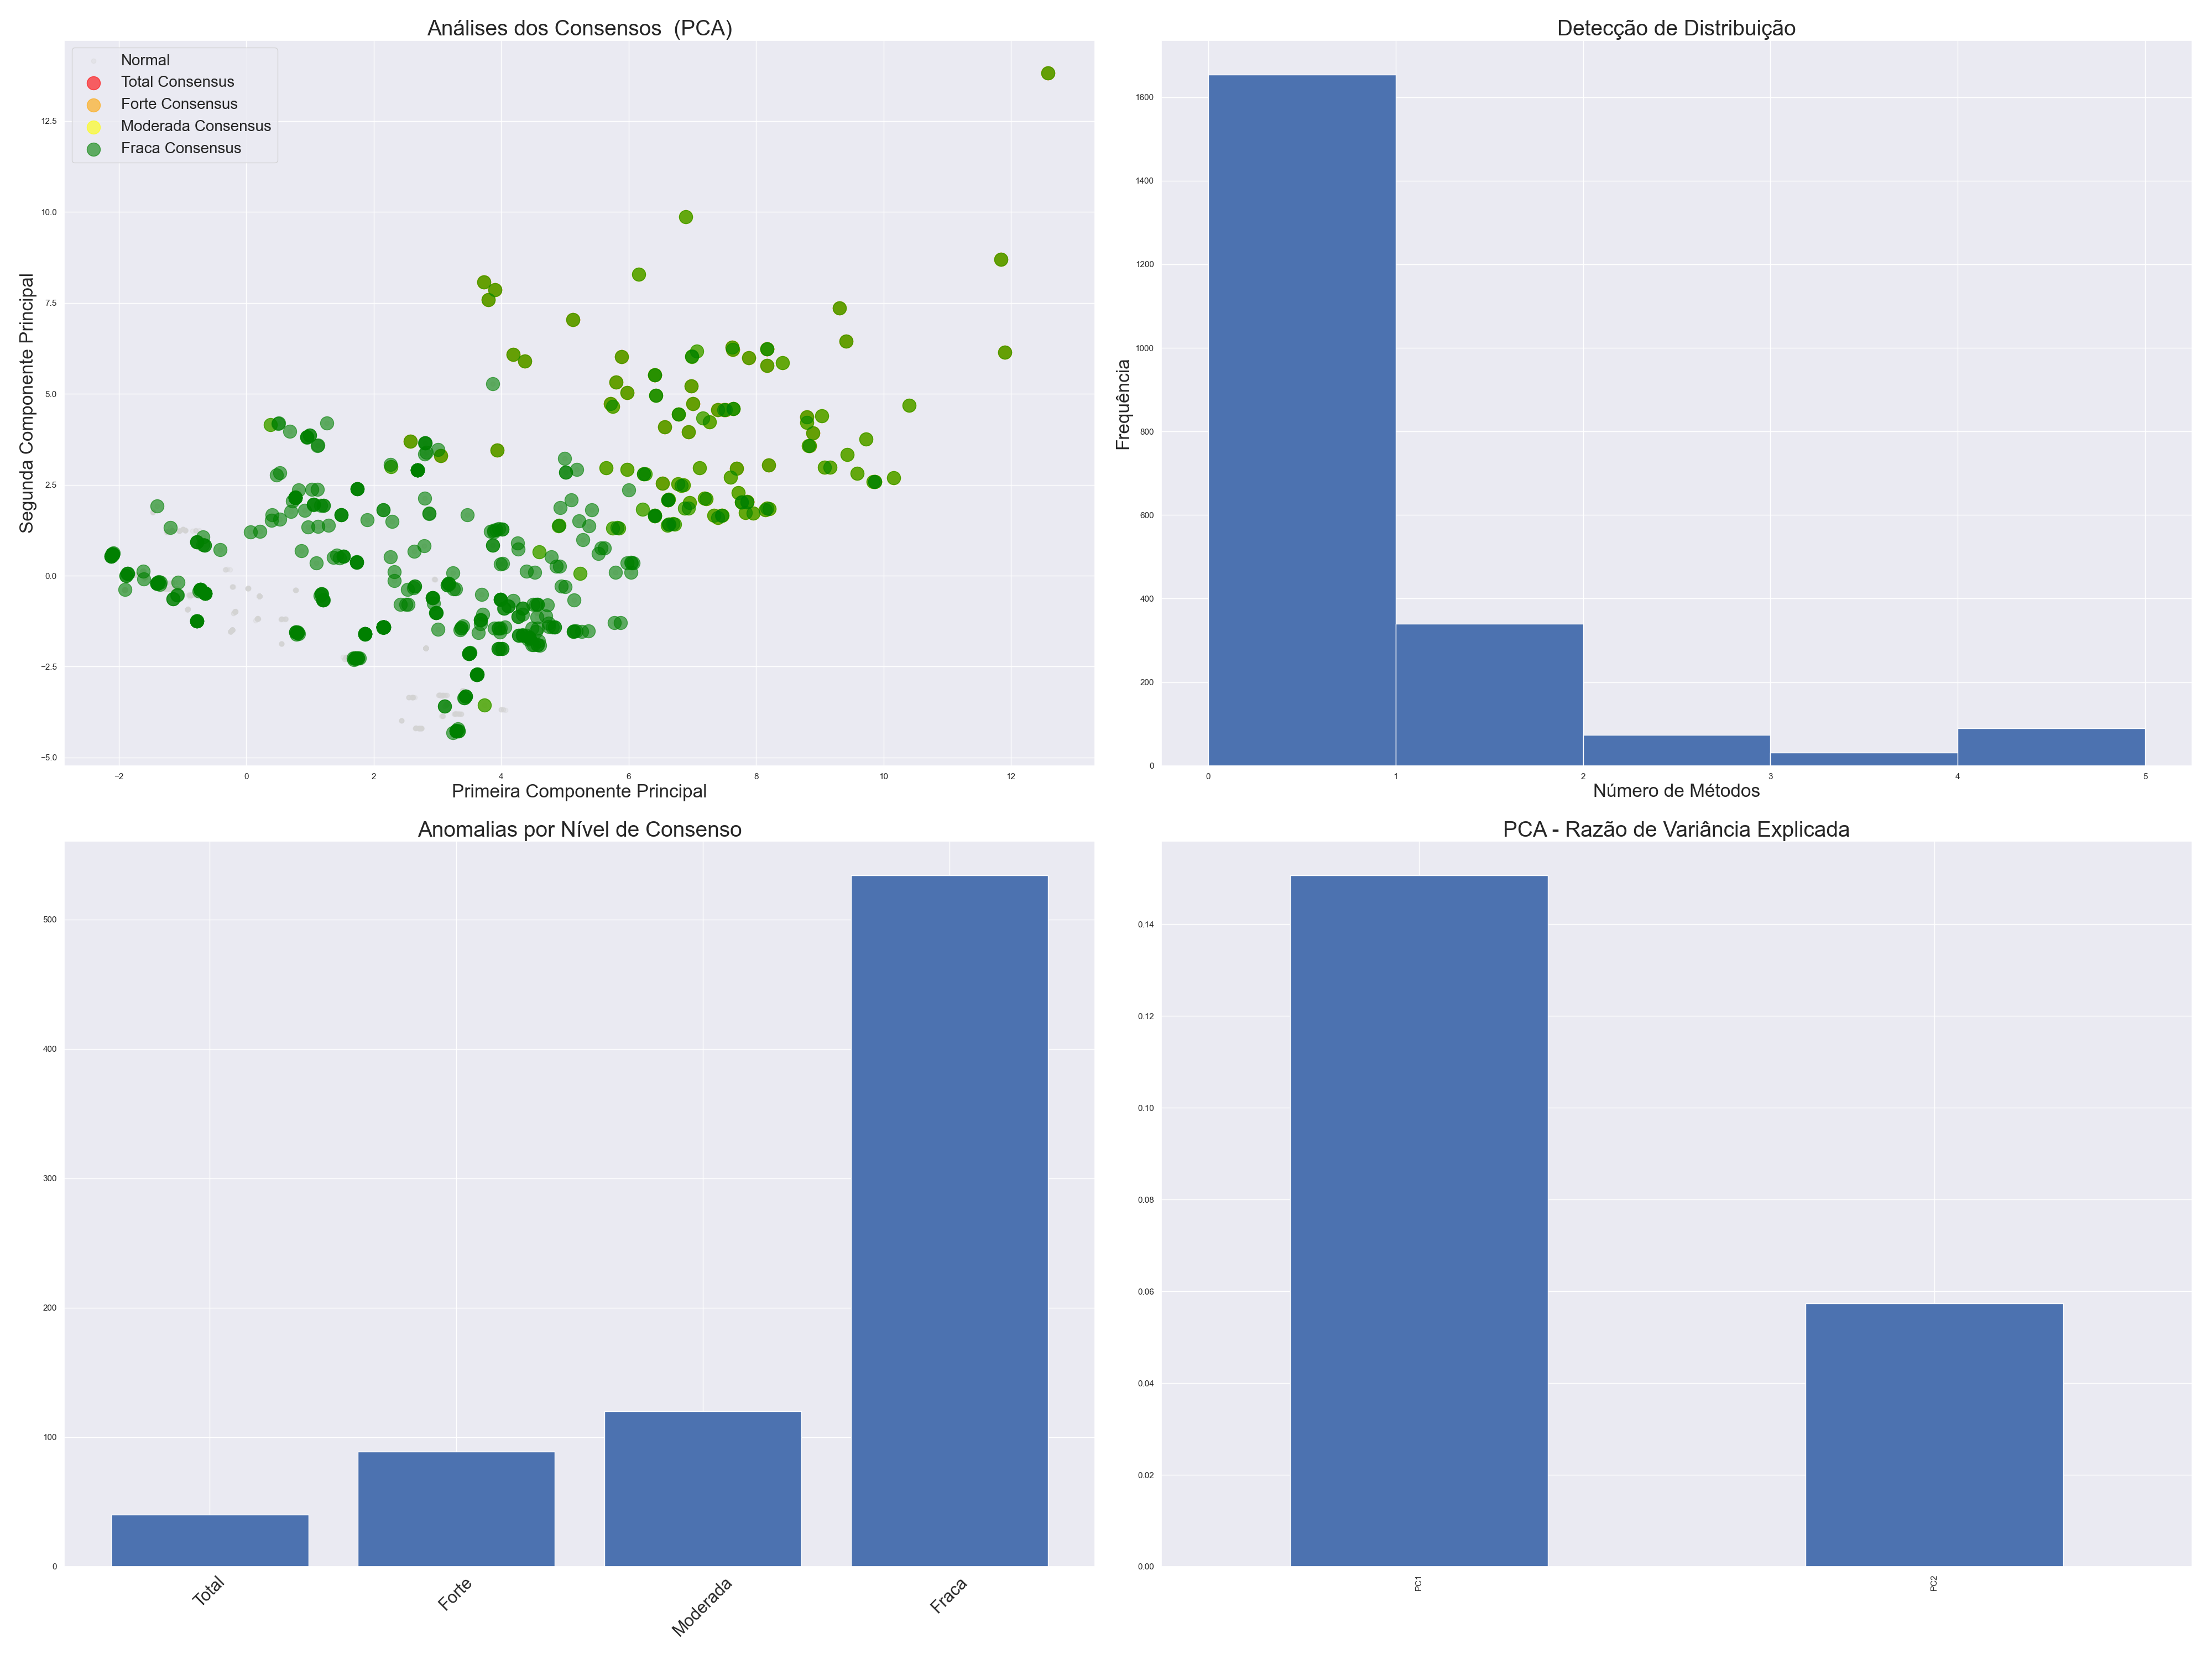 Análises dos Consensos  (PCA)
Normal
Total Consensus
Forte Consensus
Moderada Consensus
Fraca Consensus
Segunda Componente Principal
12.5
10.0
7.5
5.0
2.5
0.0
−2.5
−5.0
−2
0
2
4
6
8
10
12
Primeira Componente Principal
Detecção de Distribuição
Frequência
1600
1400
1200
1000
800
600
400
200
0
0
1
2
3
4
5
Número de Métodos
Anomalias por Nível de Consenso
500
400
300
200
100
0
Total
Forte
Moderada
Fraca
PCA - Razão de Variância Explicada
0.14
0.12
0.10
0.08
0.06
0.04
0.02
0.00
PC1
PC2